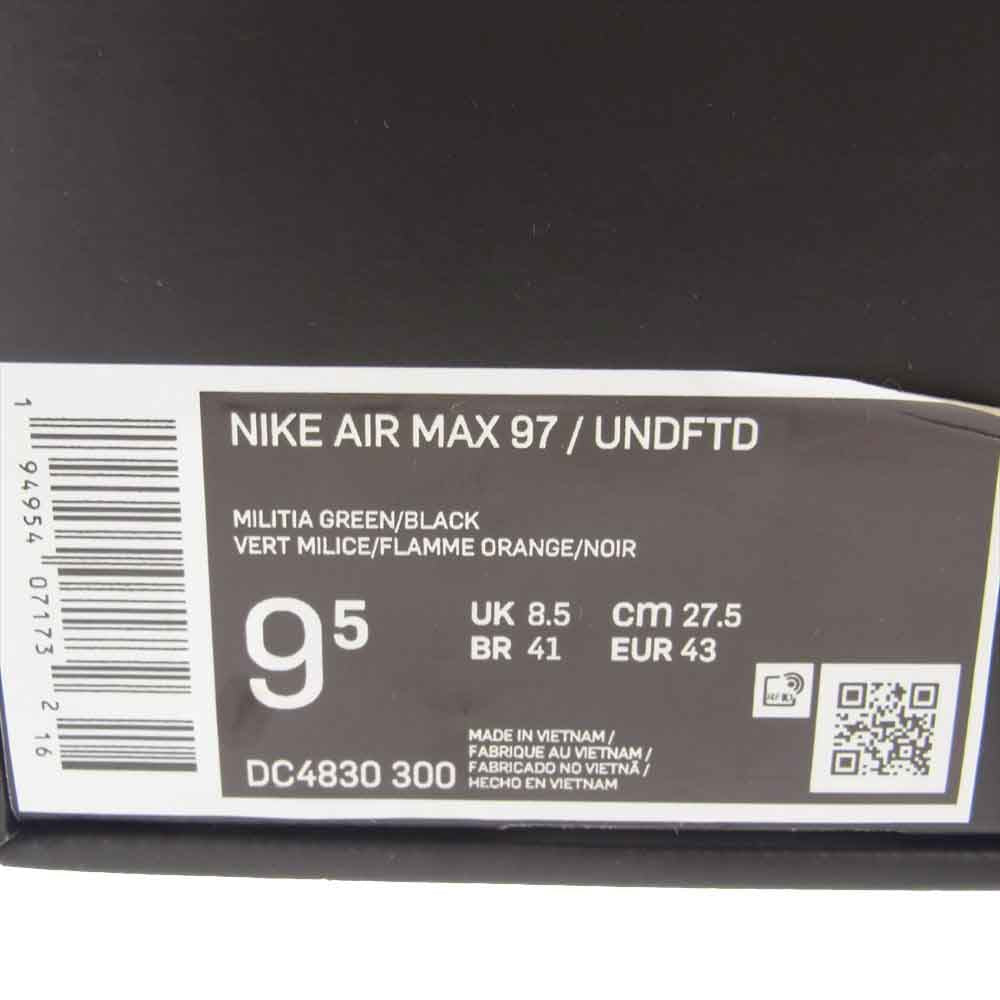 NIKE AIR MAX 97 / UNDFTD
MILITIA GREEN/BLACK
VERT MILICE/FLAMME ORANGE/NOIR
9 5
UK 8.5 cm 27.5
BR 41 EUR 43
MADE IN VIETNAM /
FABRIQUE AU VIETNAM /
FABRICADO NO VIETNÃ /
HECHO EN VIETNAM
DC4830 300
1 94954 07173 2 16